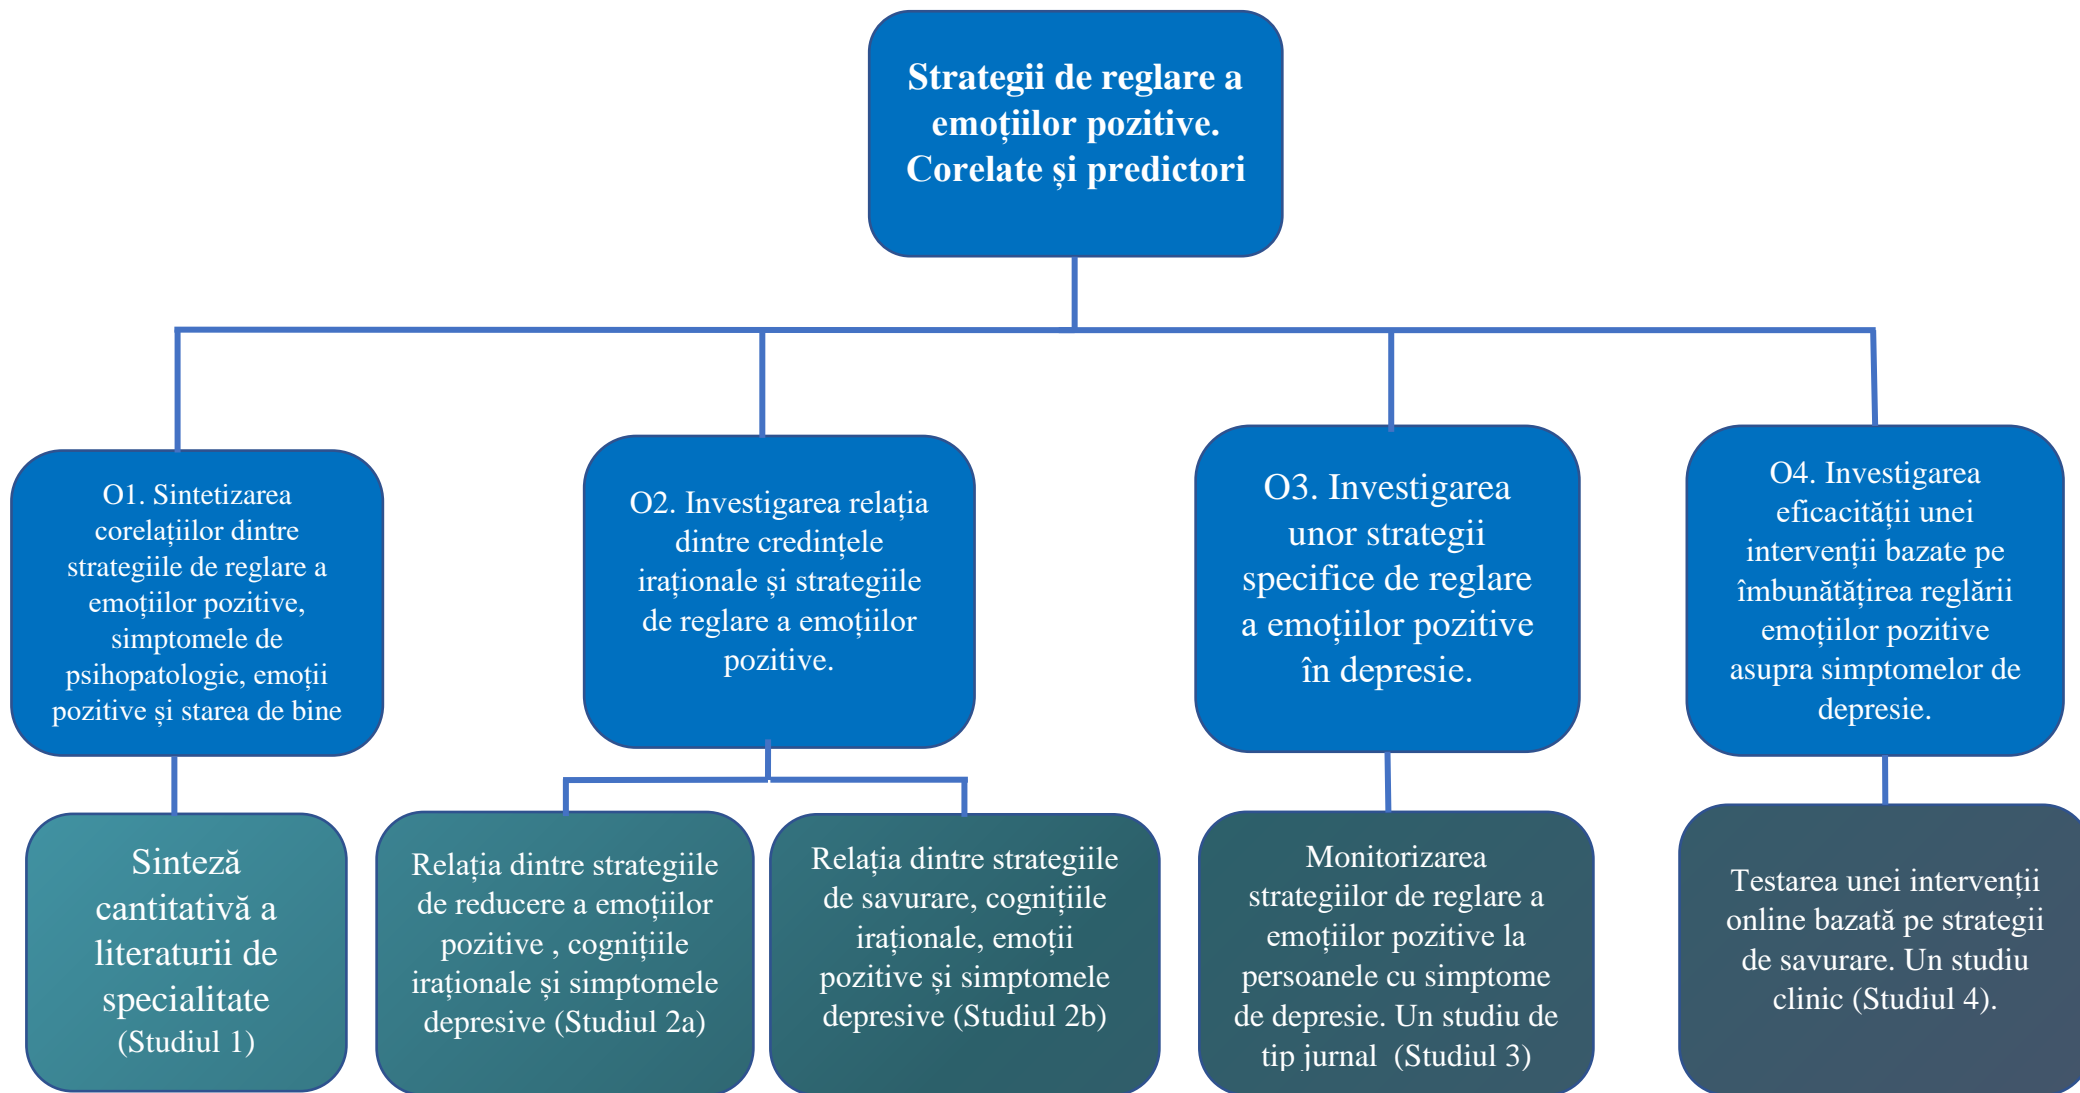 Strategii de reglare a
emoțiilor pozitive.
Corelate și predictori
O1. Sintetizarea
corelațiilor dintre
strategiile de reglare a
emoțiilor pozitive,
simptomele de
psihopatologie, emoții
pozitive și starea de bine
O2. Investigarea relația
dintre credințele
iraționale și strategiile
de reglare a emoțiilor
pozitive.
O3. Investigarea
unor strategii
specifice de reglare
a emoțiilor pozitive
în depresie.
O4. Investigarea
eficacității unei
intervenții bazate pe
îmbunătățirea reglării
emoțiilor pozitive
asupra simptomelor de
depresie.
Sinteză
cantitativă a
literaturii de
specialitate
(Studiul 1)
Relația dintre strategiile
de reducere a emoțiilor
pozitive , cognițiile
iraționale și simptomele
depresive (Studiul 2a)
Relația dintre strategiile
de savurare, cognițiile
iraționale, emoții
pozitive și simptomele
depresive (Studiul 2b)
Monitorizarea
strategiilor de reglare a
emoțiilor pozitive la
persoanele cu simptome
de depresie. Un studiu de
tip jurnal  (Studiul 3)
Testarea unei intervenții
online bazată pe strategii
de savurare. Un studiu
clinic (Studiul 4).